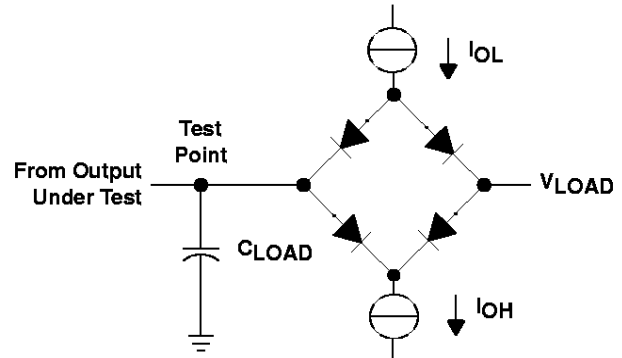 IOL
Test
Point
From Output
Under Test
VLOAD
CLOAD
IOH